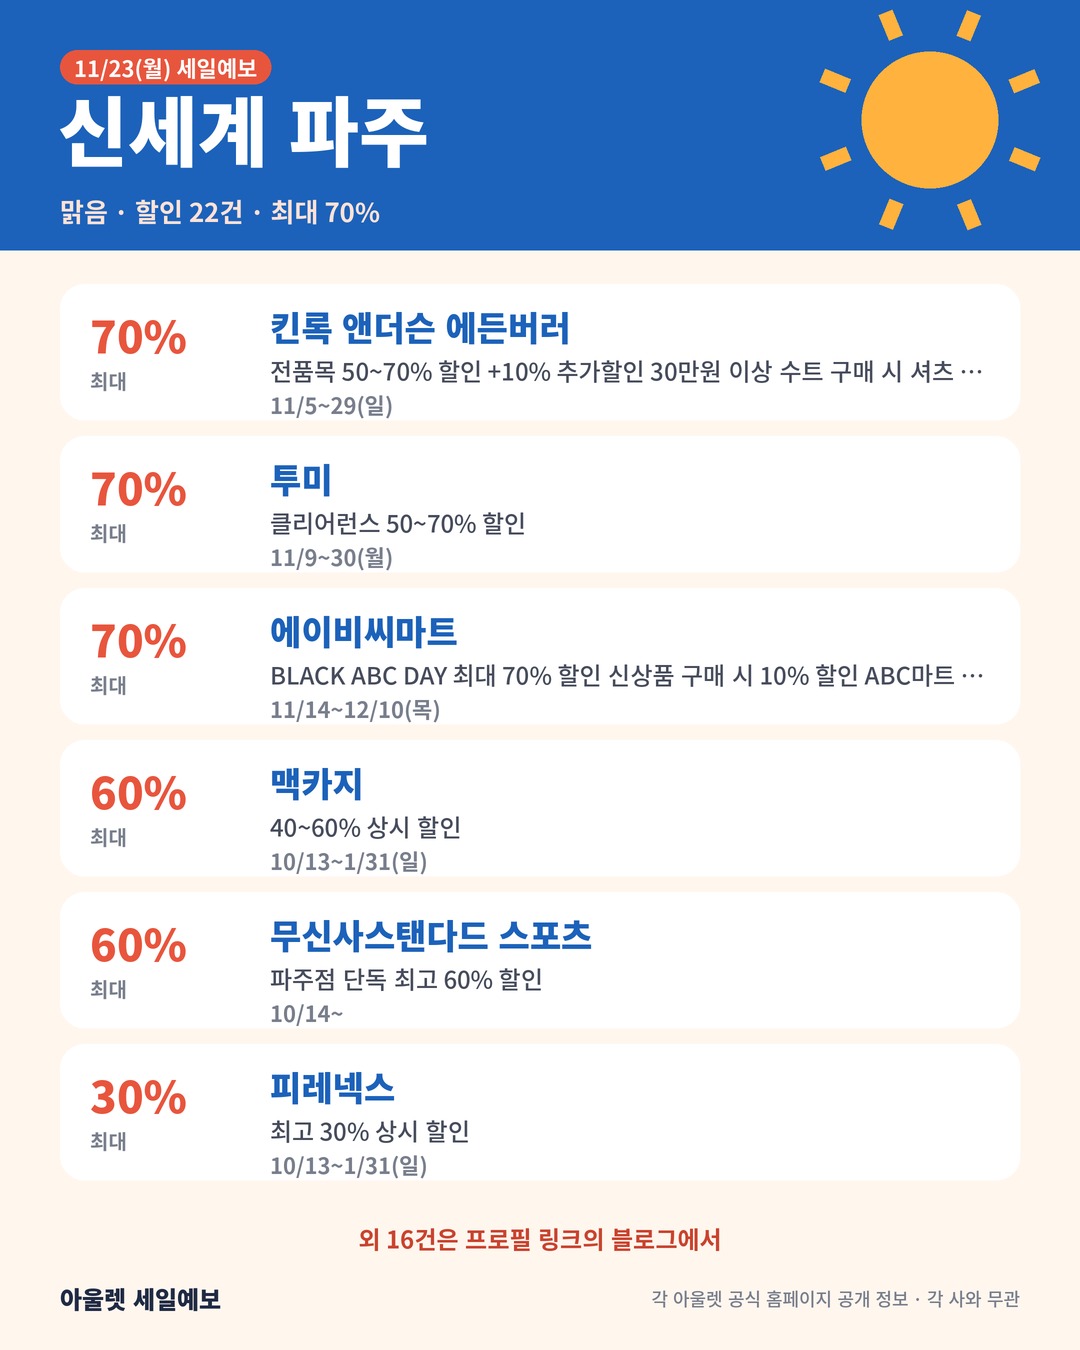 11/23(월) 세일예보
신세계 파주
맑음 · 할인 22건 · 최대 70%
70%
최대
킨록 앤더슨 에든버러
전품목 50~70% 할인 +10% 추가할인 30만원 이상 수트 구매 시 셔츠 …
11/5~29(일)
70%
최대
투미
클리어런스 50~70% 할인
11/9~30(월)
70%
최대
에이비씨마트
BLACK ABC DAY 최대 70% 할인 신상품 구매 시 10% 할인 ABC마트 …
11/14~12/10(목)
60%
최대
맥카지
40~60% 상시 할인
10/13~1/31(일)
60%
최대
무신사스탠다드 스포츠
파주점 단독 최고 60% 할인
10/14~
30%
최대
피레넥스
최고 30% 상시 할인
10/13~1/31(일)
외 16건은 프로필 링크의 블로그에서
아울렛 세일예보
각 아울렛 공식 홈페이지 공개 정보 · 각 사와 무관